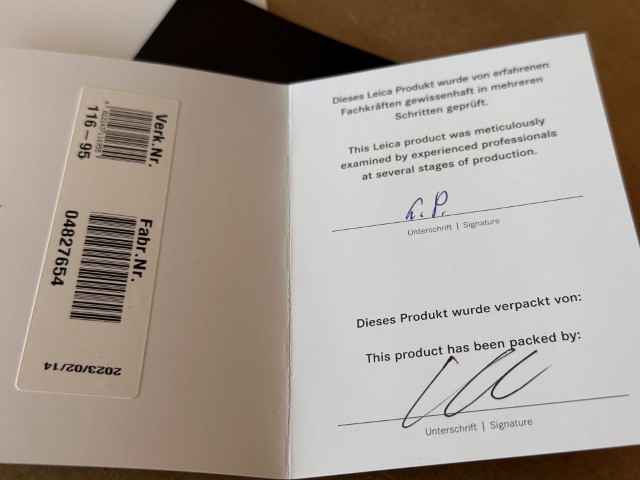 Verk.Nr.
116-95
Fabr.Nr.
04827654
2023/02/14
Dieses Leica Produkt wurde von erfahrenen
Fachkräften gewissenhaft in mehreren
Schritten geprüft.
This Leica product was meticulously
examined by experienced professionals
at several stages of production.
G.P.
Unterschrift | Signature
Dieses Produkt wurde verpackt von:
This product has been packed by:
Unterschrift | Signature